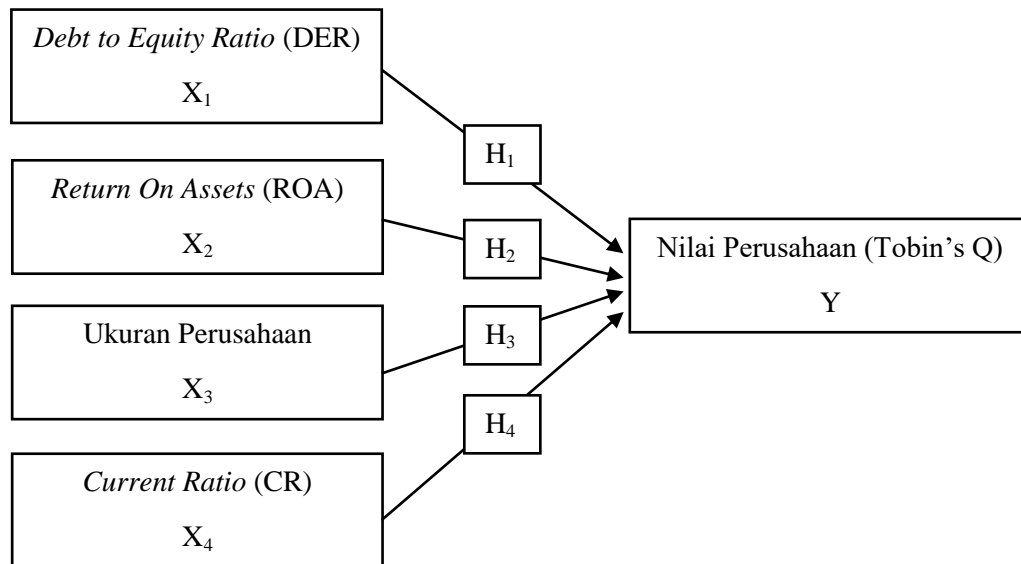 Debt to Equity Ratio (DER)
X₁
H₁
Return On Assets (ROA)
X₂
H₂
Nilai Perusahaan (Tobin’s Q)
Y
Ukuran Perusahaan
X₃
H₃
H₄
Current Ratio (CR)
X₄